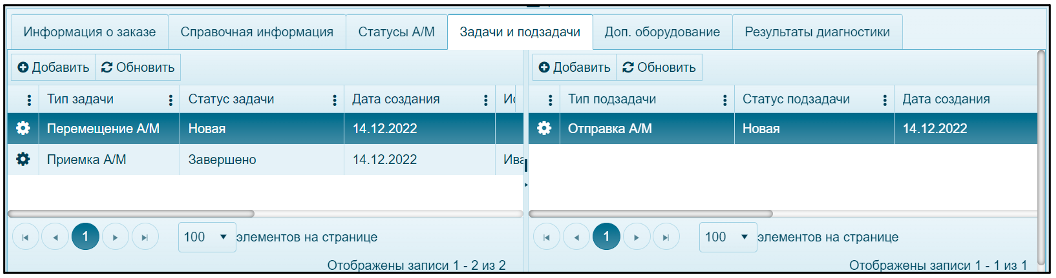 Информация о заказе Справочная информация Статусы А/М Задачи и подзадачи Доп. оборудование Результаты диагностики
Добавить Обновить
Тип задачи Статус задачи Дата создания
Перемещение А/М Новая 14.12.2022
Приемка А/М Завершено 14.12.2022
1 100 элементов на странице
Отображены записи 1 - 2 из 2
Добавить Обновить
Тип подзадачи Статус подзадачи Дата создания
Отправка А/М Новая 14.12.2022
1 100 элементов на странице
Отображены записи 1 - 1 из 1